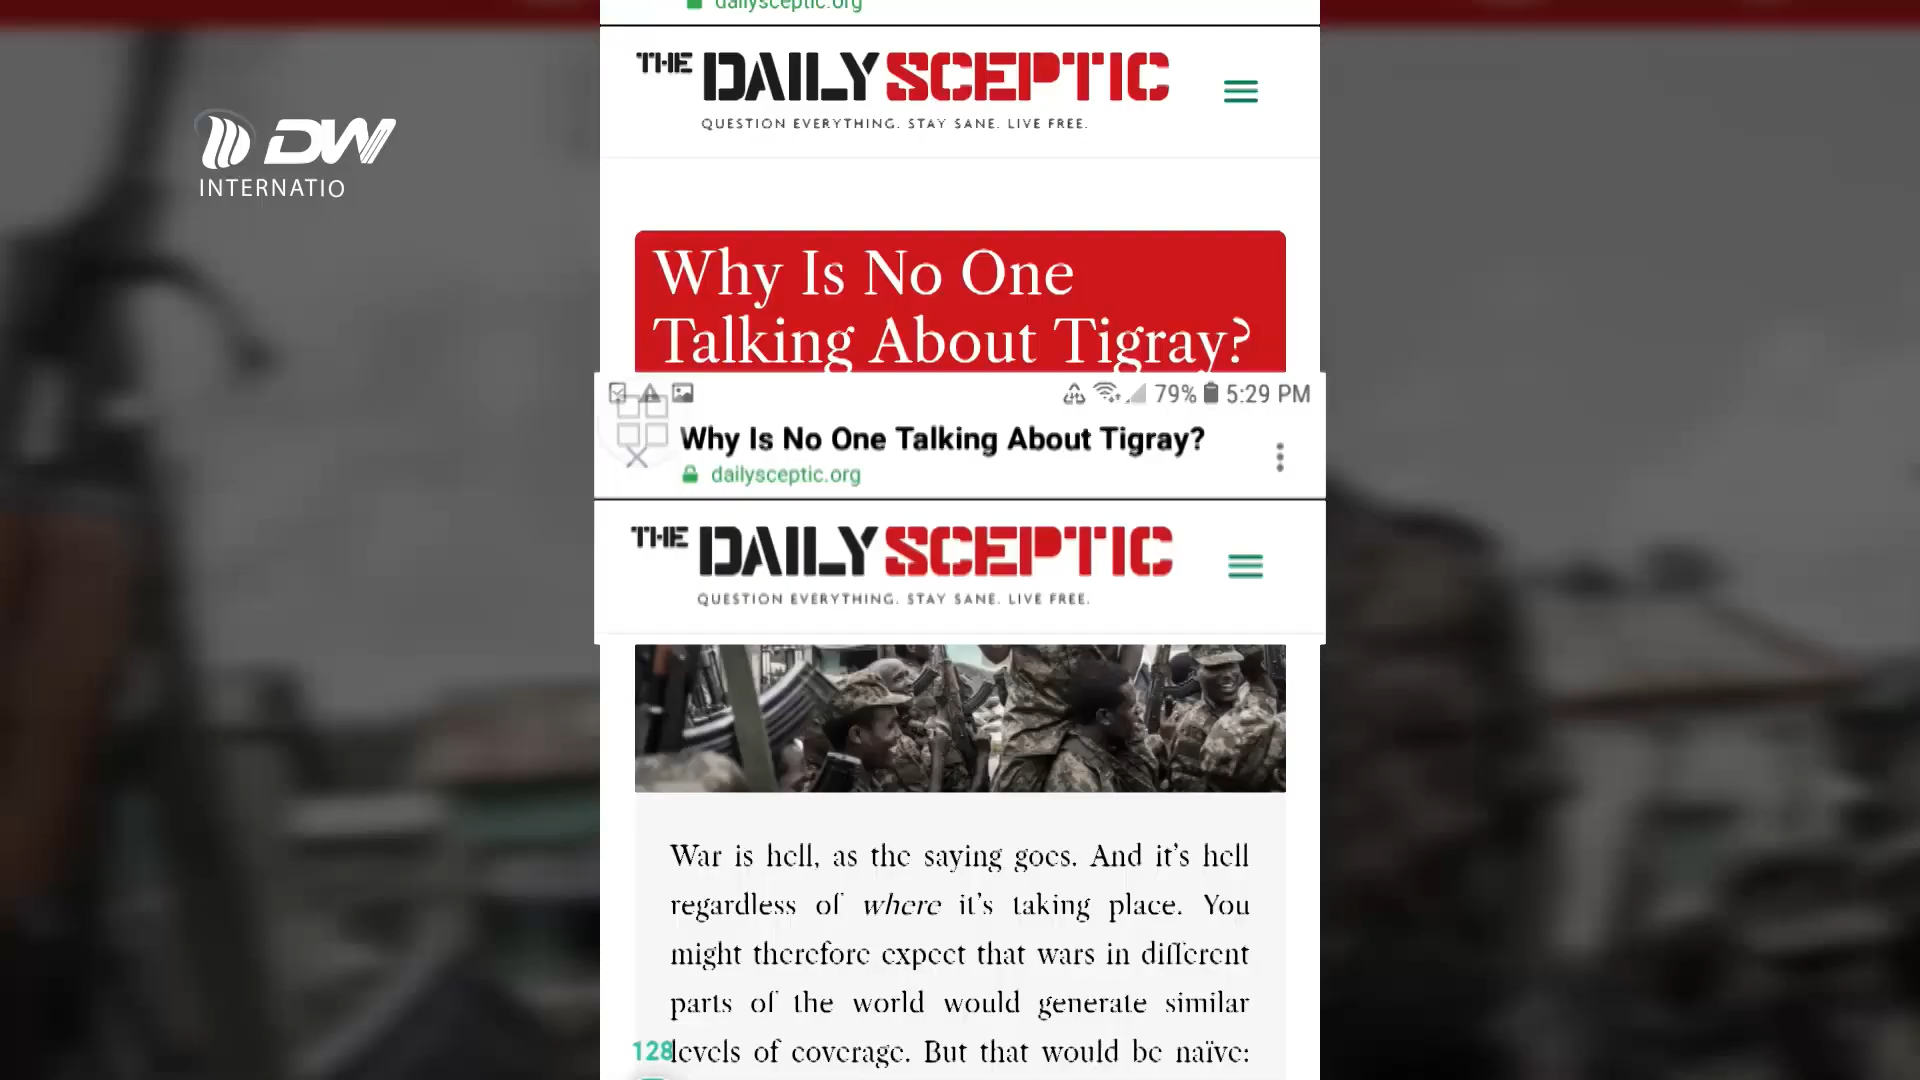 dailysceptic.org
THE DAILY SCEPTIC
QUESTION EVERYTHING. STAY SANE. LIVE FREE.
DW
INTERNATIO
Why Is No One
Talking About Tigray?
79% 5:29 PM
Why Is No One Talking About Tigray?
dailysceptic.org
THE DAILY SCEPTIC
QUESTION EVERYTHING. STAY SANE. LIVE FREE.
War is hell, as the saying goes. And it's hell
regardless of where it's taking place. You
might therefore expect that wars in different
parts of the world would generate similar
128
levels of coverage. But that would be naïve: